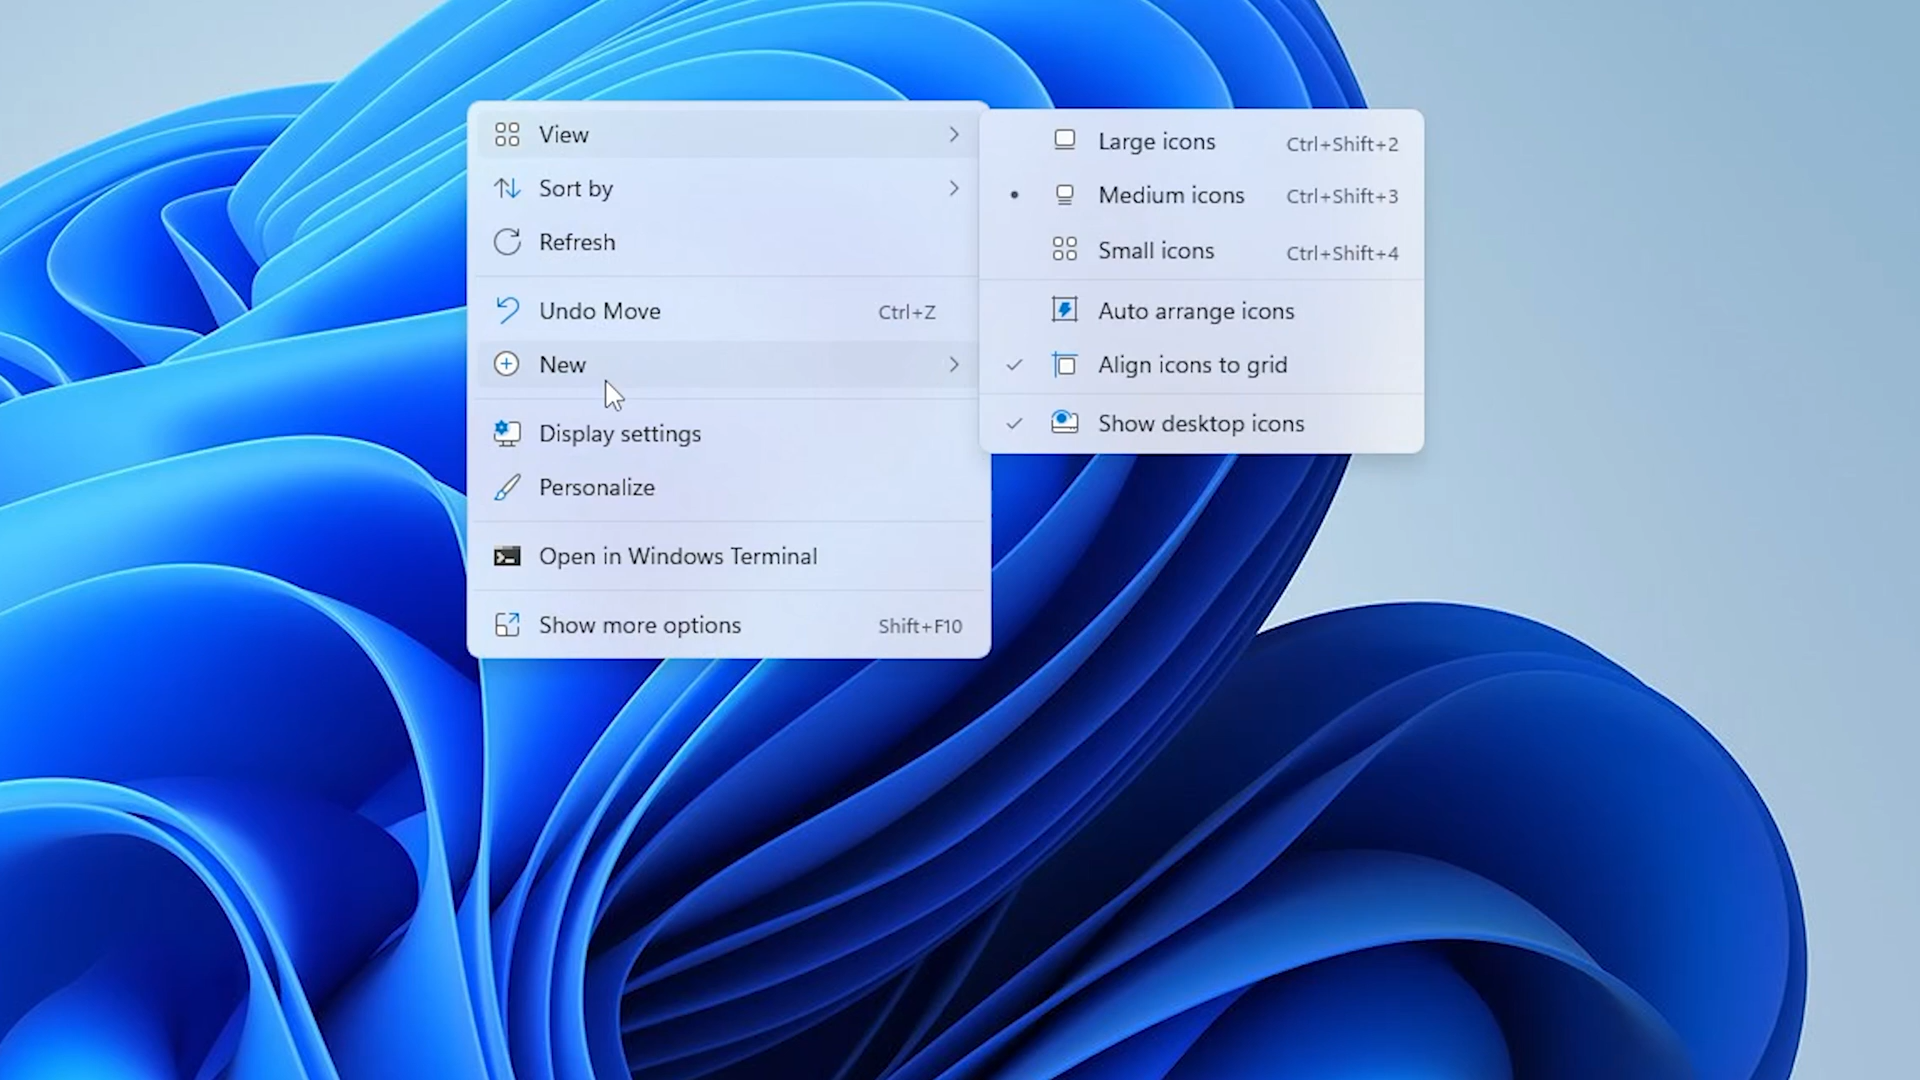 View
Sort by
Refresh
Undo Move Ctrl+Z
New
Display settings
Personalize
Open in Windows Terminal
Show more options Shift+F10
Large icons Ctrl+Shift+2
Medium icons Ctrl+Shift+3
Small icons Ctrl+Shift+4
Auto arrange icons
Align icons to grid
Show desktop icons